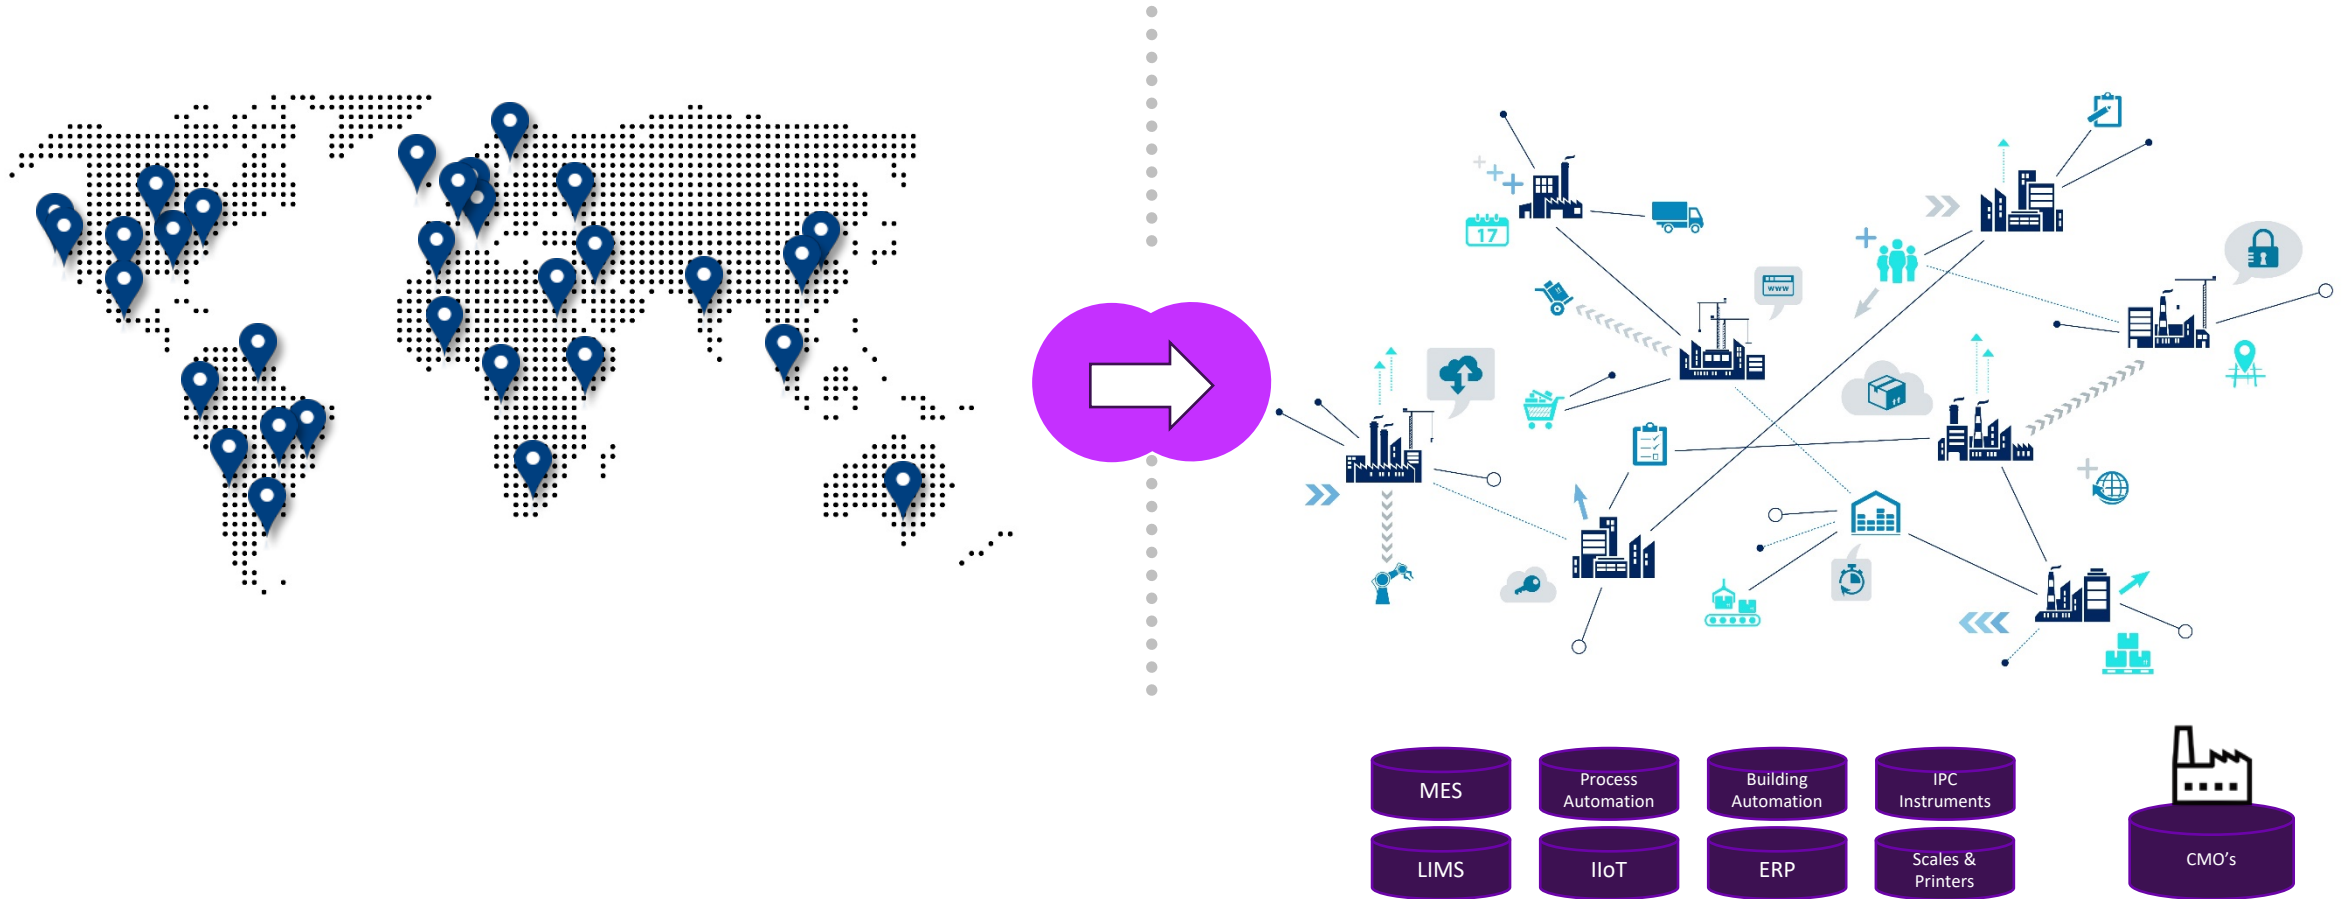 17
www
MES
Process
Automation
Building
Automation
IPC
Instruments
LIMS
IIoT
ERP
Scales &
Printers
CMO's